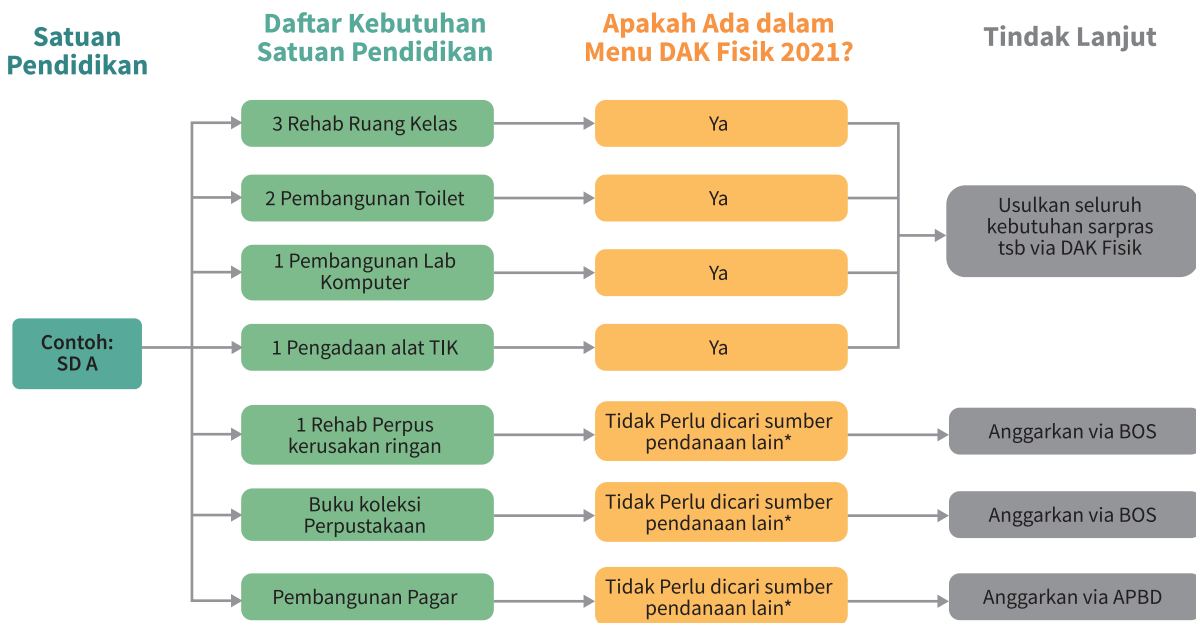 Satuan
Pendidikan
Daftar Kebutuhan
Satuan Pendidikan
Apakah Ada dalam
Menu DAK Fisik 2021?
Tindak Lanjut
Contoh:
SD A
3 Rehab Ruang Kelas
Ya
2 Pembangunan Toilet
Ya
1 Pembangunan Lab
Komputer
Ya
1 Pengadaan alat TIK
Ya
Usulkan seluruh
kebutuhan sarpras
tsb via DAK Fisik
1 Rehab Perpus
kerusakan ringan
Tidak Perlu dicari sumber
pendanaan lain*
Anggarkan via BOS
Buku koleksi
Perpustakaan
Tidak Perlu dicari sumber
pendanaan lain*
Anggarkan via BOS
Pembangunan Pagar
Tidak Perlu dicari sumber
pendanaan lain*
Anggarkan via APBD